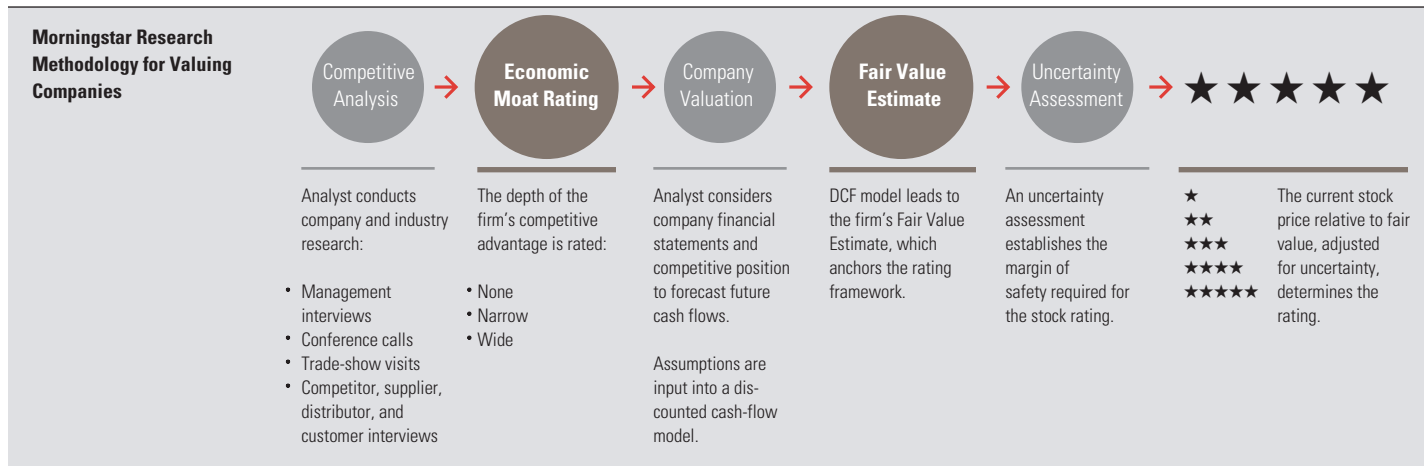 Morningstar Research
Methodology for Valuing
Companies
Competitive
Analysis
Economic
Moat Rating
Company
Valuation
Fair Value
Estimate
Uncertainty
Assessment
★ ★ ★ ★ ★
Analyst conducts
company and industry
research:
• Management
interviews
• Conference calls
• Trade-show visits
• Competitor, supplier,
distributor, and
customer interviews
The depth of the
firm's competitive
advantage is rated:
• None
• Narrow
• Wide
Analyst considers
company financial
statements and
competitive position
to forecast future
cash flows.
Assumptions are
input into a dis-
counted cash-flow
model.
DCF model leads to
the firm's Fair Value
Estimate, which
anchors the rating
framework.
An uncertainty
assessment
establishes the
margin of
safety required for
the stock rating.
★
★★
★★★
★★★★
★★★★★
The current stock
price relative to fair
value, adjusted
for uncertainty,
determines the
rating.